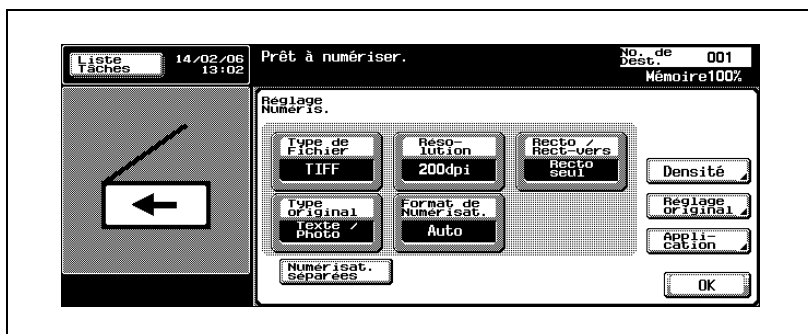 Liste
Tâches
14/02/06
13:02
Prêt à numériser.
No. de
Dest.
001
Mémoire100%
Réglage
Numéris.
Type de
Fichier
TIFF
Réso-
lution
200dpi
Recto /
Rect-vers
Recto
seul
Densité
Type
original
Texte /
Photo
Format de
Numérisat.
Auto
Réglage
original
Appli-
cation
Numérisat.
séparées
OK